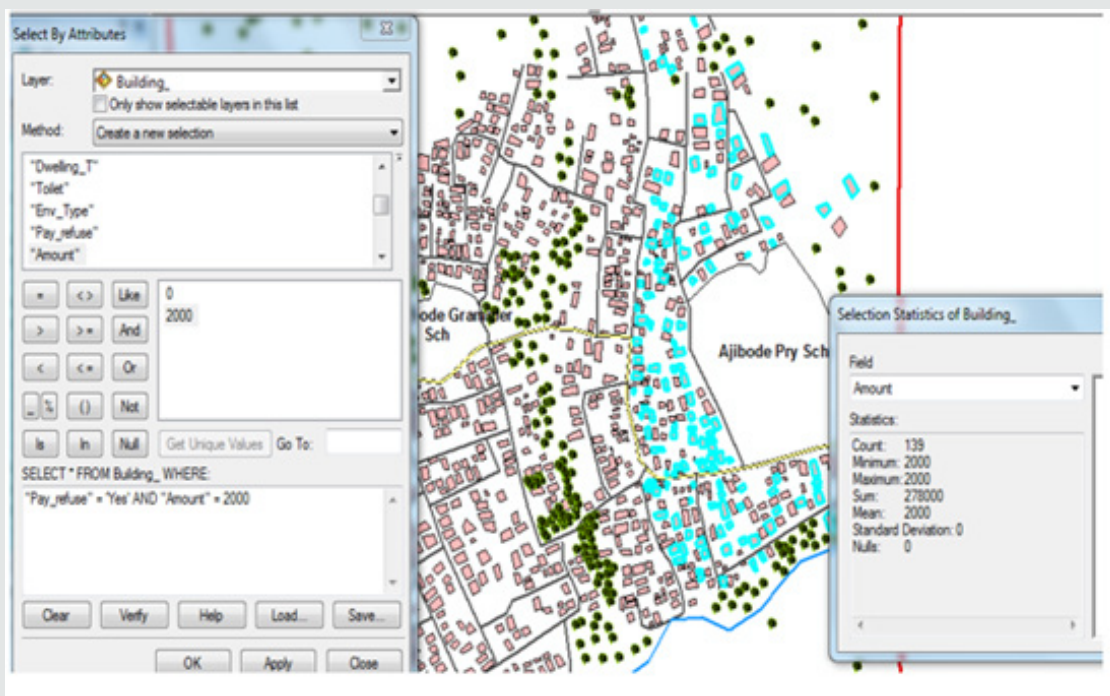 Select By Attributes
Layer: Building_
Only show selectable layers in this list
Method: Create a new selection
"Dwelling_T"
"Toilet"
"Env_Type"
"Pay_refuse"
"Amount"
= <> Like
> >= And
< <= Or
_ % () Not
Is In Null Get Unique Values Go To:
0
2000
SELECT * FROM Building_ WHERE:
"Pay_refuse" = 'Yes' AND "Amount" = 2000
Clear Verify Help Load... Save...
OK Apply Close
Sch
Ajibode Pry Sch
Selection Statistics of Building_
Field
Amount
Statistics:
Count: 139
Minimum: 2000
Maximum: 2000
Sum: 278000
Mean: 2000
Standard Deviation: 0
Nulls: 0